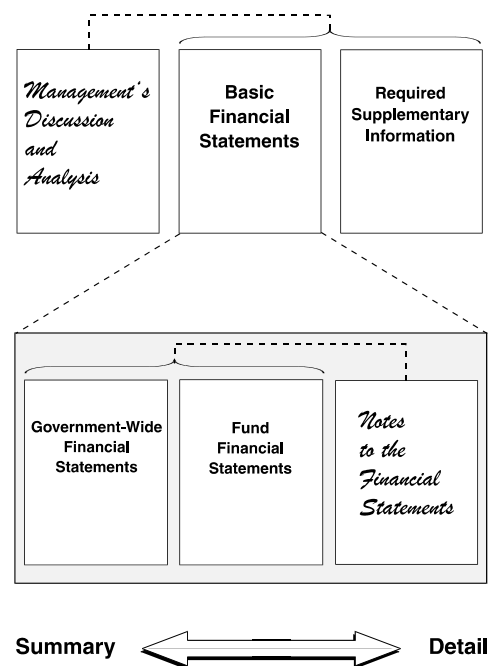 Management's
Discussion
and
Analysis
Basic
Financial
Statements
Required
Supplementary
Information
Government-Wide
Financial
Statements
Fund
Financial
Statements
Notes
to the
Financial
Statements
Summary
Detail